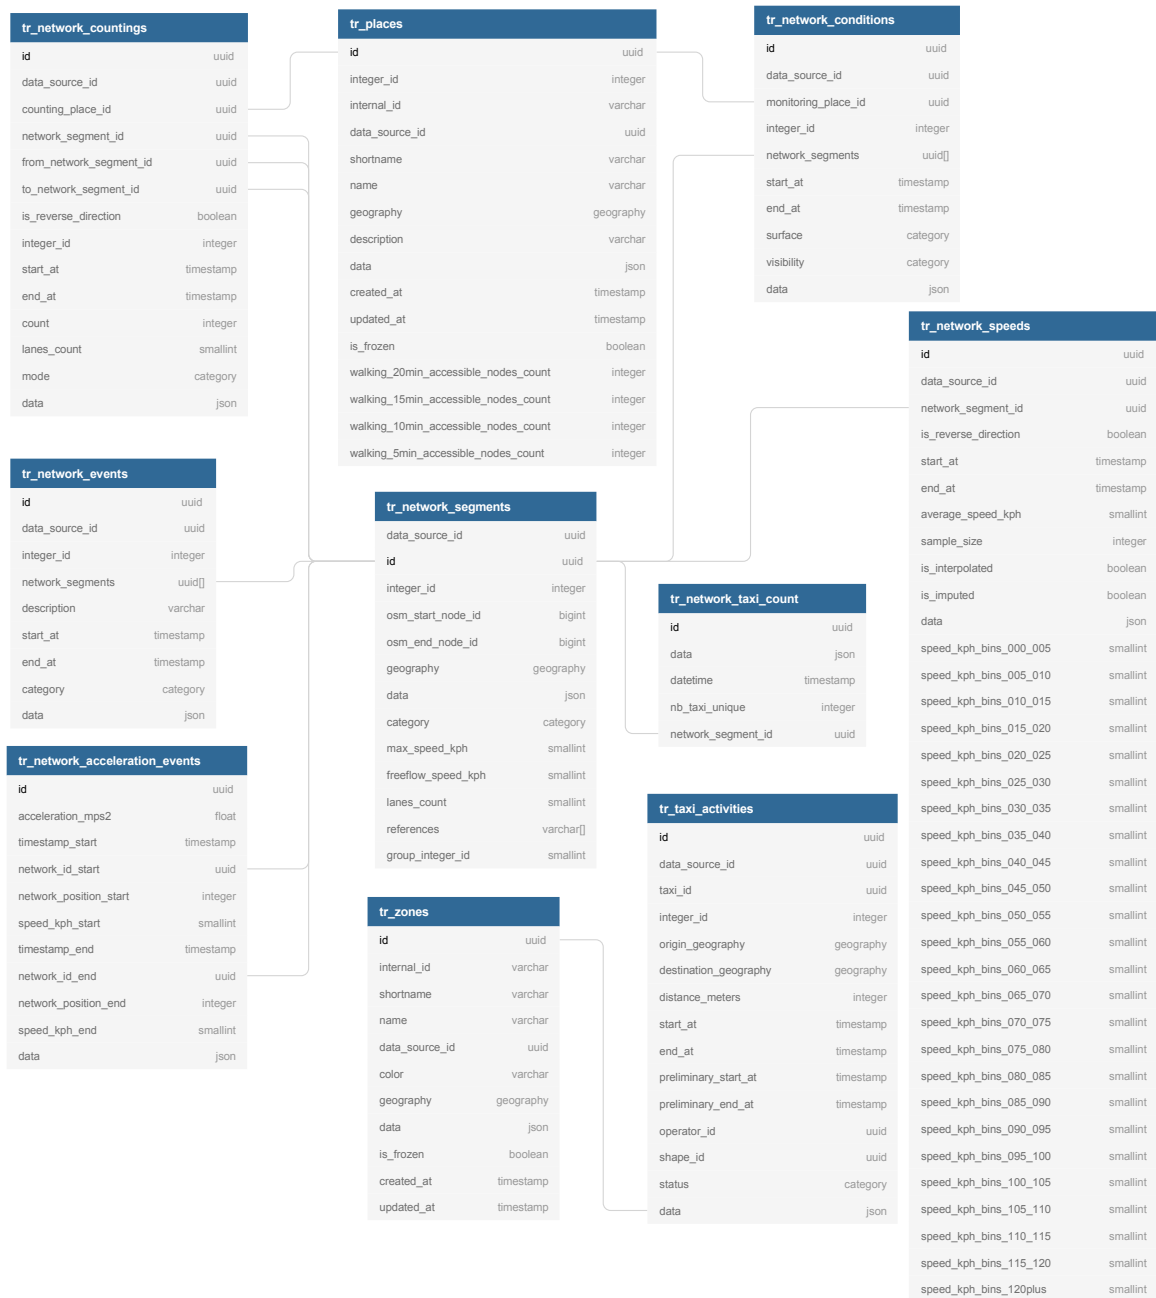 tr_network_countings
id uuid
data_source_id uuid
counting_place_id uuid
network_segment_id uuid
from_network_segment_id uuid
to_network_segment_id uuid
is_reverse_direction boolean
integer_id integer
start_at timestamp
end_at timestamp
count integer
lanes_count smallint
mode category
data json
tr_places
id uuid
integer_id integer
internal_id varchar
data_source_id uuid
shortname varchar
name varchar
geography geography
description varchar
data json
created_at timestamp
updated_at timestamp
is_frozen boolean
walking_20min_accessible_nodes_count integer
walking_15min_accessible_nodes_count integer
walking_10min_accessible_nodes_count integer
walking_5min_accessible_nodes_count integer
tr_network_conditions
id uuid
data_source_id uuid
monitoring_place_id uuid
integer_id integer
network_segments uuid[]
start_at timestamp
end_at timestamp
surface category
visibility category
data json
tr_network_speeds
id uuid
data_source_id uuid
network_segment_id uuid
is_reverse_direction boolean
start_at timestamp
end_at timestamp
average_speed_kph smallint
sample_size integer
is_interpolated boolean
is_imputed boolean
data json
speed_kph_bins_000_005 smallint
speed_kph_bins_005_010 smallint
speed_kph_bins_010_015 smallint
speed_kph_bins_015_020 smallint
speed_kph_bins_020_025 smallint
speed_kph_bins_025_030 smallint
speed_kph_bins_030_035 smallint
speed_kph_bins_035_040 smallint
speed_kph_bins_040_045 smallint
speed_kph_bins_045_050 smallint
speed_kph_bins_050_055 smallint
speed_kph_bins_055_060 smallint
speed_kph_bins_060_065 smallint
speed_kph_bins_065_070 smallint
speed_kph_bins_070_075 smallint
speed_kph_bins_075_080 smallint
speed_kph_bins_080_085 smallint
speed_kph_bins_085_090 smallint
speed_kph_bins_090_095 smallint
speed_kph_bins_095_100 smallint
speed_kph_bins_100_105 smallint
speed_kph_bins_105_110 smallint
speed_kph_bins_110_115 smallint
speed_kph_bins_115_120 smallint
speed_kph_bins_120plus smallint
tr_network_events
id uuid
data_source_id uuid
integer_id integer
network_segments uuid[]
description varchar
start_at timestamp
end_at timestamp
category category
data json
tr_network_segments
data_source_id uuid
id uuid
integer_id integer
osm_start_node_id bigint
osm_end_node_id bigint
geography geography
data json
category category
max_speed_kph smallint
freeflow_speed_kph smallint
lanes_count smallint
references varchar[]
group_integer_id smallint
tr_network_taxi_count
id uuid
data json
datetime timestamp
nb_taxi_unique integer
network_segment_id uuid
tr_network_acceleration_events
id uuid
acceleration_mps2 float
timestamp_start timestamp
network_id_start uuid
network_position_start integer
speed_kph_start smallint
timestamp_end timestamp
network_id_end uuid
network_position_end integer
speed_kph_end smallint
data json
tr_zones
id uuid
internal_id varchar
shortname varchar
name varchar
data_source_id uuid
color varchar
geography geography
data json
is_frozen boolean
created_at timestamp
updated_at timestamp
tr_taxi_activities
id uuid
data_source_id uuid
taxi_id uuid
integer_id integer
origin_geography geography
destination_geography geography
distance_meters integer
start_at timestamp
end_at timestamp
preliminary_start_at timestamp
preliminary_end_at timestamp
operator_id uuid
shape_id uuid
status category
data json